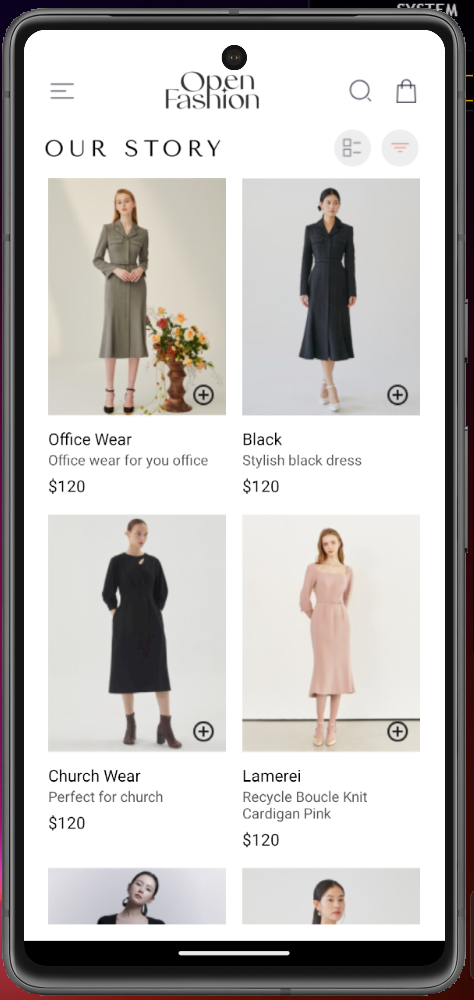 SYSTEM
Open
Fashion
OUR STORY
Office Wear
Office wear for you office
$120
Black
Stylish black dress
$120
Church Wear
Perfect for church
$120
Lamerei
Recycle Boucle Knit
Cardigan Pink
$120